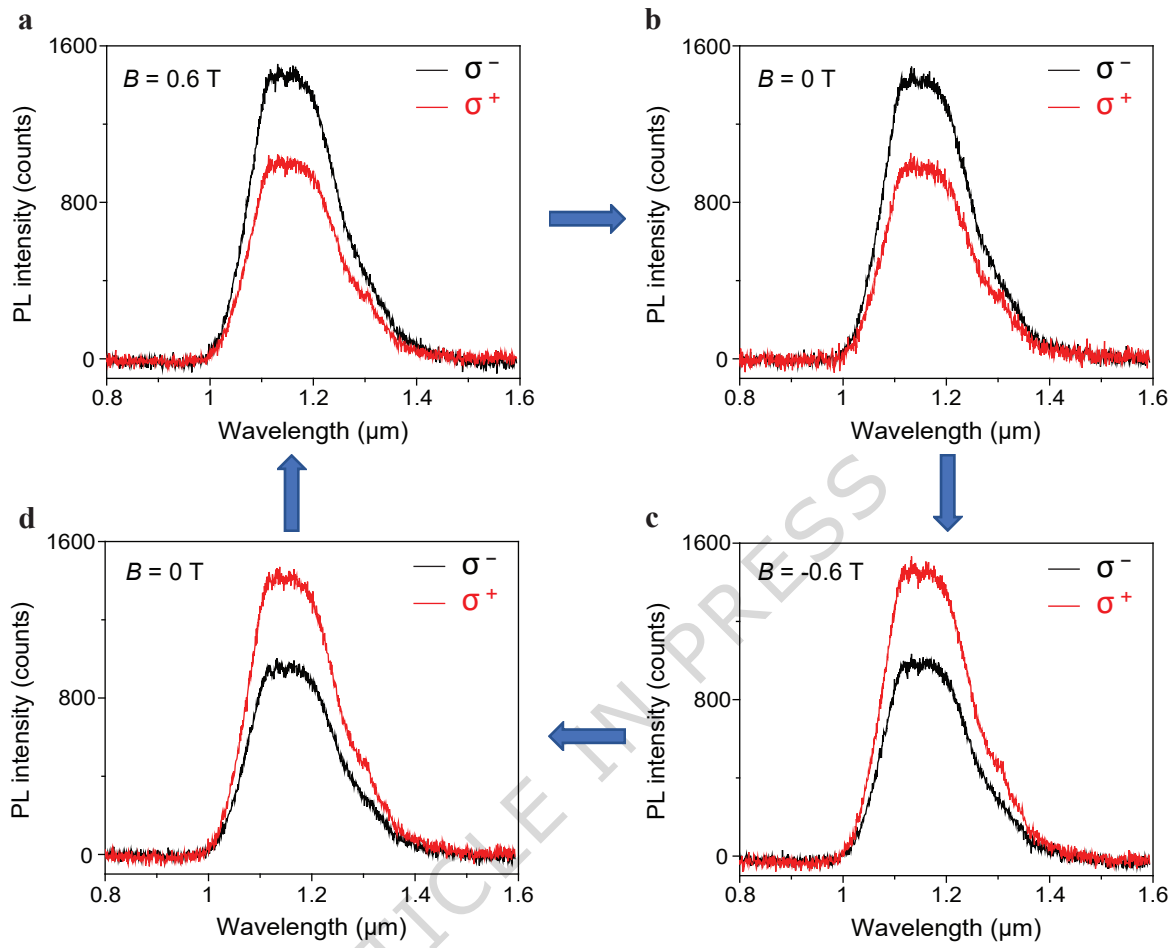 a
1600
800
0
B = 0.6 T
σ⁻
σ⁺
PL intensity (counts)
0.8 1 1.2 1.4 1.6
Wavelength (μm)
b
1600
800
0
B = 0 T
σ⁻
σ⁺
PL intensity (counts)
0.8 1 1.2 1.4 1.6
Wavelength (μm)
d
1600
800
0
B = 0 T
σ⁻
σ⁺
PL intensity (counts)
0.8 1 1.2 1.4 1.6
Wavelength (μm)
c
1600
800
0
B = -0.6 T
σ⁻
σ⁺
PL intensity (counts)
0.8 1 1.2 1.4 1.6
Wavelength (μm)
TICLE IN PRESS